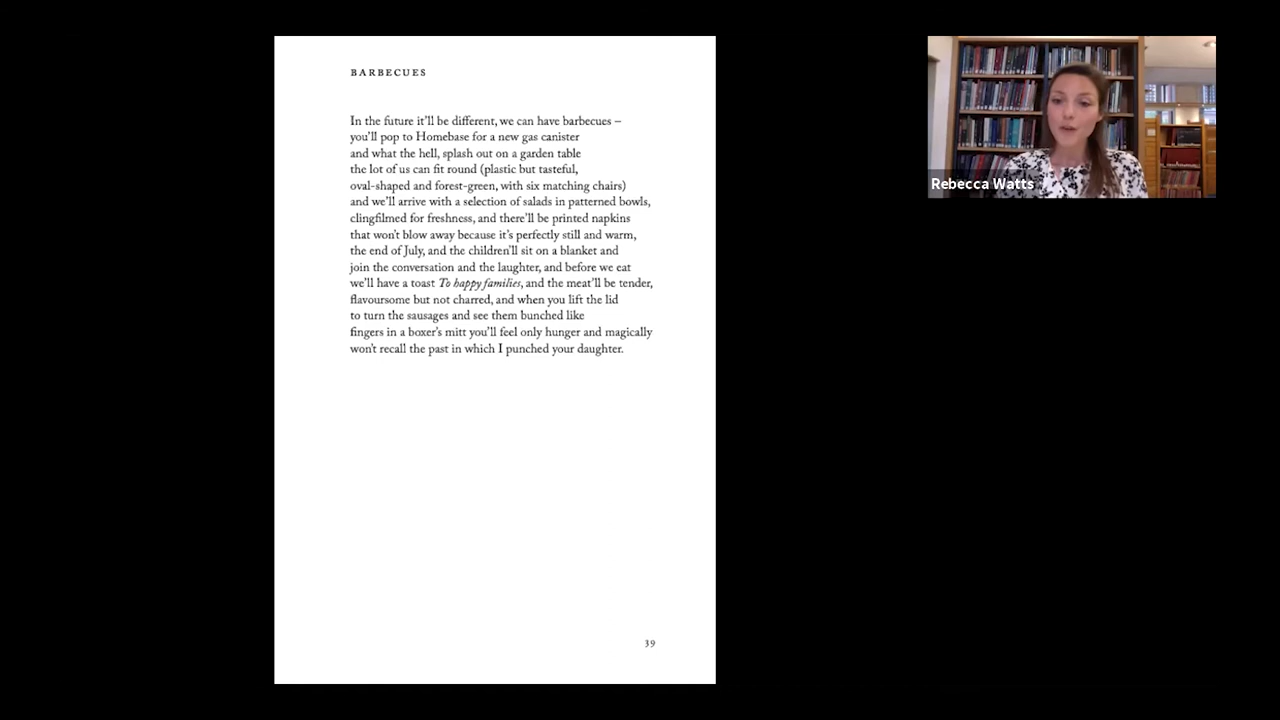 BARBECUES
In the future it'll be different, we can have barbecues –
you'll pop to Homebase for a new gas canister
and what the hell, splash out on a garden table
the lot of us can fit round (plastic but tasteful,
oval-shaped and forest-green, with six matching chairs)
and we'll arrive with a selection of salads in patterned bowls,
clingfilmed for freshness, and there'll be printed napkins
that won't blow away because it's perfectly still and warm,
the end of July, and the children'll sit on a blanket and
join the conversation and the laughter, and before we eat
we'll have a toast To happy families, and the meat'll be tender,
flavoursome but not charred, and when you lift the lid
to turn the sausages and see them bunched like
fingers in a boxer's mitt you'll feel only hunger and magically
won't recall the past in which I punched your daughter.
39
Rebecca Watts